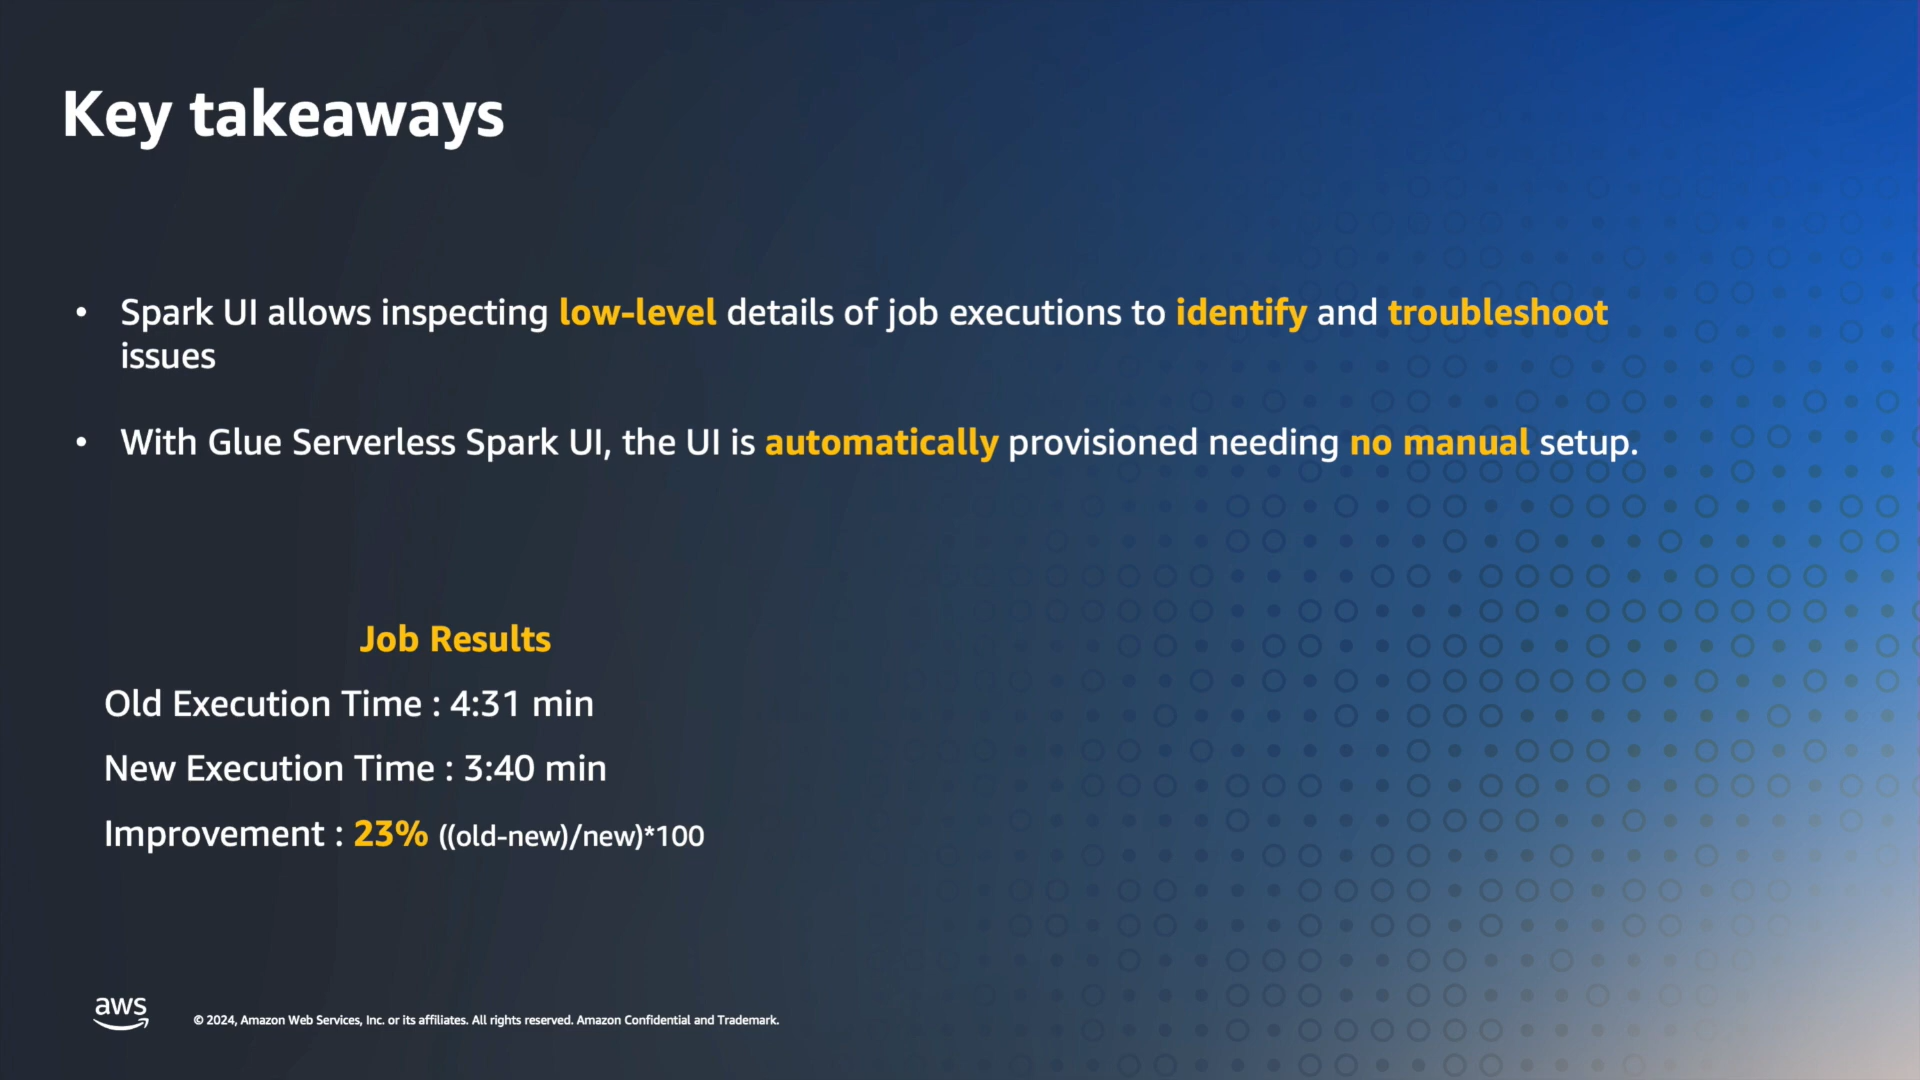 Key takeaways
• Spark UI allows inspecting low-level details of job executions to identify and troubleshoot
issues
• With Glue Serverless Spark UI, the UI is automatically provisioned needing no manual setup.
Job Results
Old Execution Time : 4:31 min
New Execution Time : 3:40 min
Improvement : 23% ((old-new)/new)*100
aws
© 2024, Amazon Web Services, Inc. or its affiliates. All rights reserved. Amazon Confidential and Trademark.